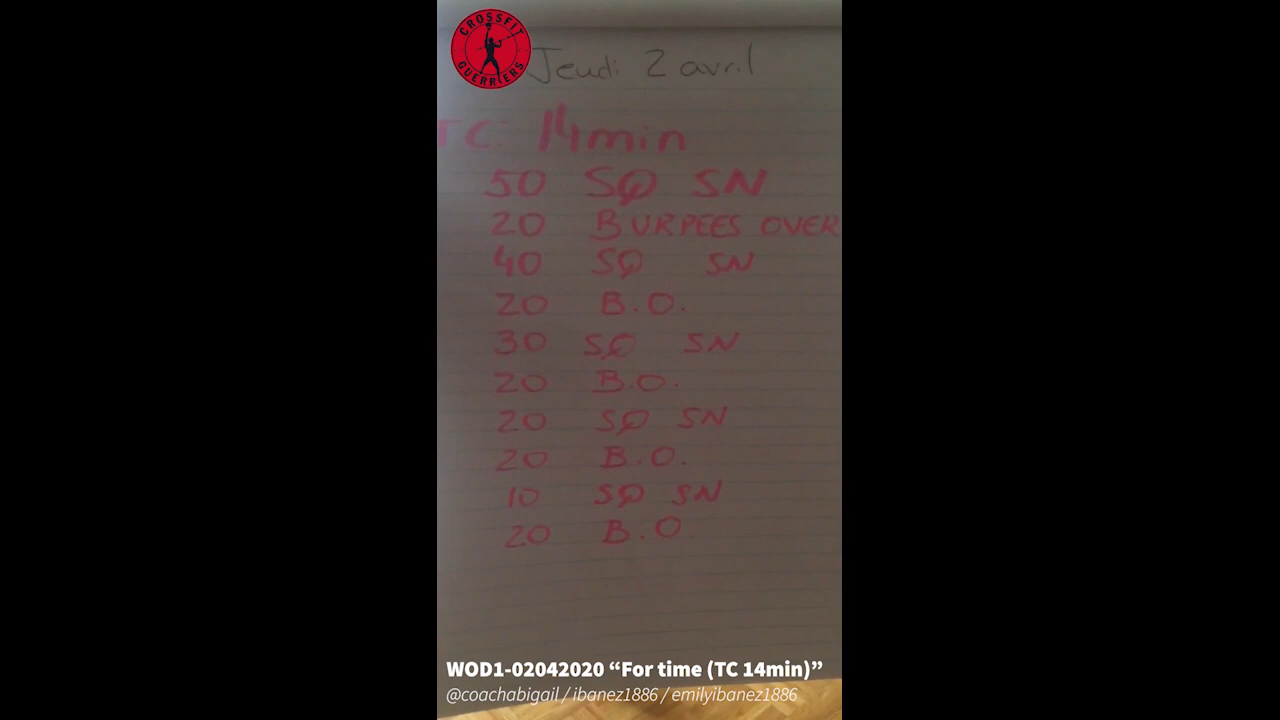 CROSSFIT
GUERRIERS
Jeudi 2 avril
TC: 14min
50 SQ SN
20 BURPEES OVER
40 SQ SN
20 B.O.
30 SQ SN
20 B.O.
20 SQ SN
20 B.O.
10 SQ SN
20 B.O.
WOD1-02042020 “For time (TC 14min)”
@coachabigail / ibanez1886 / emilyibanez1886